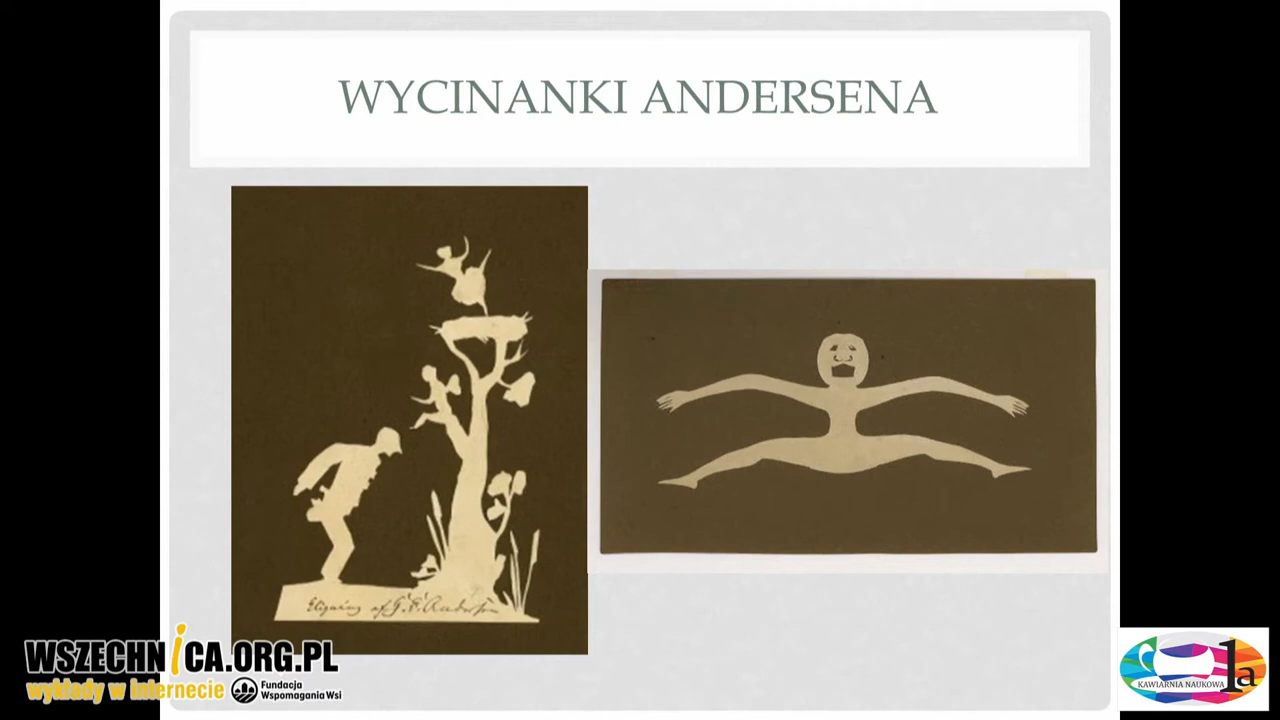 WYCINANKI ANDERSENA
WSZECHNICA.ORG.PL
wykłady w Internecie
Fundacja
Wspomagania Wsi
KAWIARNIA NAUKOWA
1a